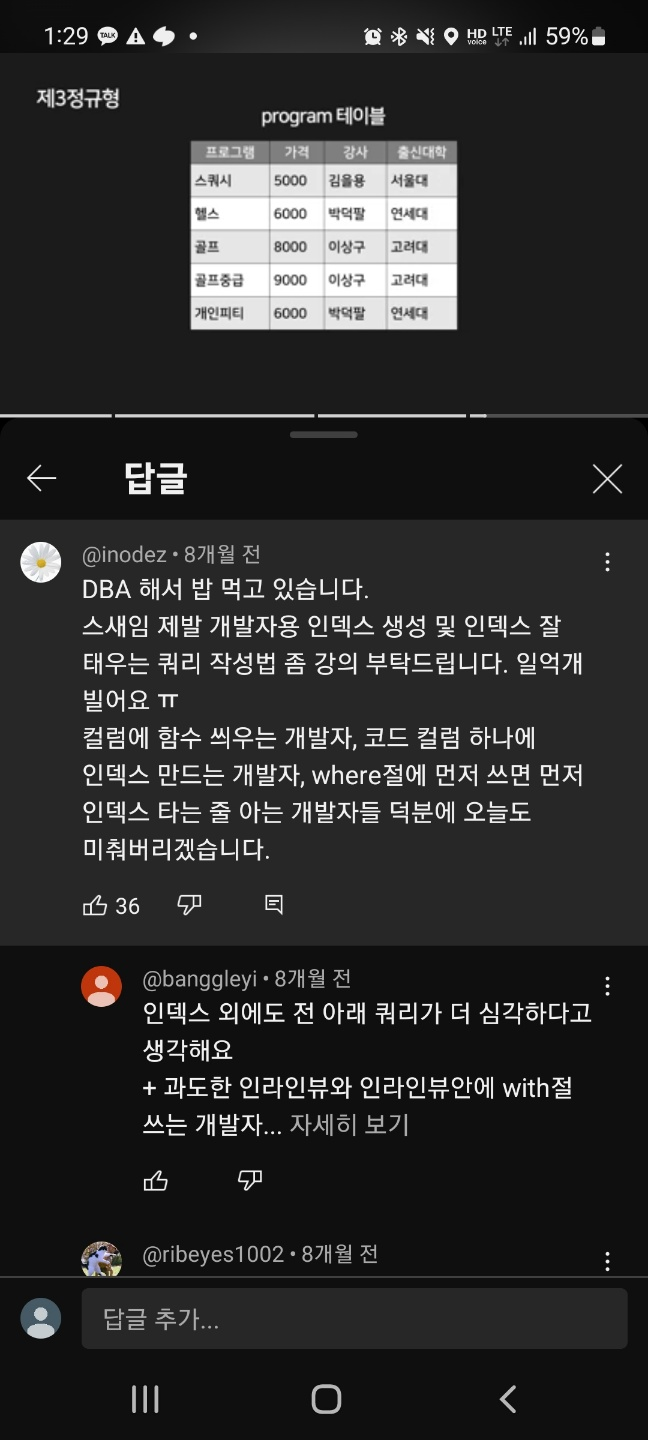 1:29 TALK
HD voice LTE 59%
제3정규형
program 테이블
프로그램 가격 강사 출신대학
스쿼시 5000 김을용 서울대
헬스 6000 박덕팔 연세대
골프 8000 이상구 고려대
골프중급 9000 이상구 고려대
개인피티 6000 박덕팔 연세대
답글
@inodez • 8개월 전
DBA 해서 밥 먹고 있습니다.
스새임 제발 개발자용 인덱스 생성 및 인덱스 잘
태우는 쿼리 작성법 좀 강의 부탁드립니다. 일억개
빌어요 ㅠ
컬럼에 함수 씌우는 개발자, 코드 컬럼 하나에
인덱스 만드는 개발자, where절에 먼저 쓰면 먼저
인덱스 타는 줄 아는 개발자들 덕분에 오늘도
미춰버리겠습니다.
36
@banggleyi • 8개월 전
인덱스 외에도 전 아래 쿼리가 더 심각하다고
생각해요
+ 과도한 인라인뷰와 인라인뷰안에 with절
쓰는 개발자... 자세히 보기
@ribeyes1002 • 8개월 전
답글 추가...